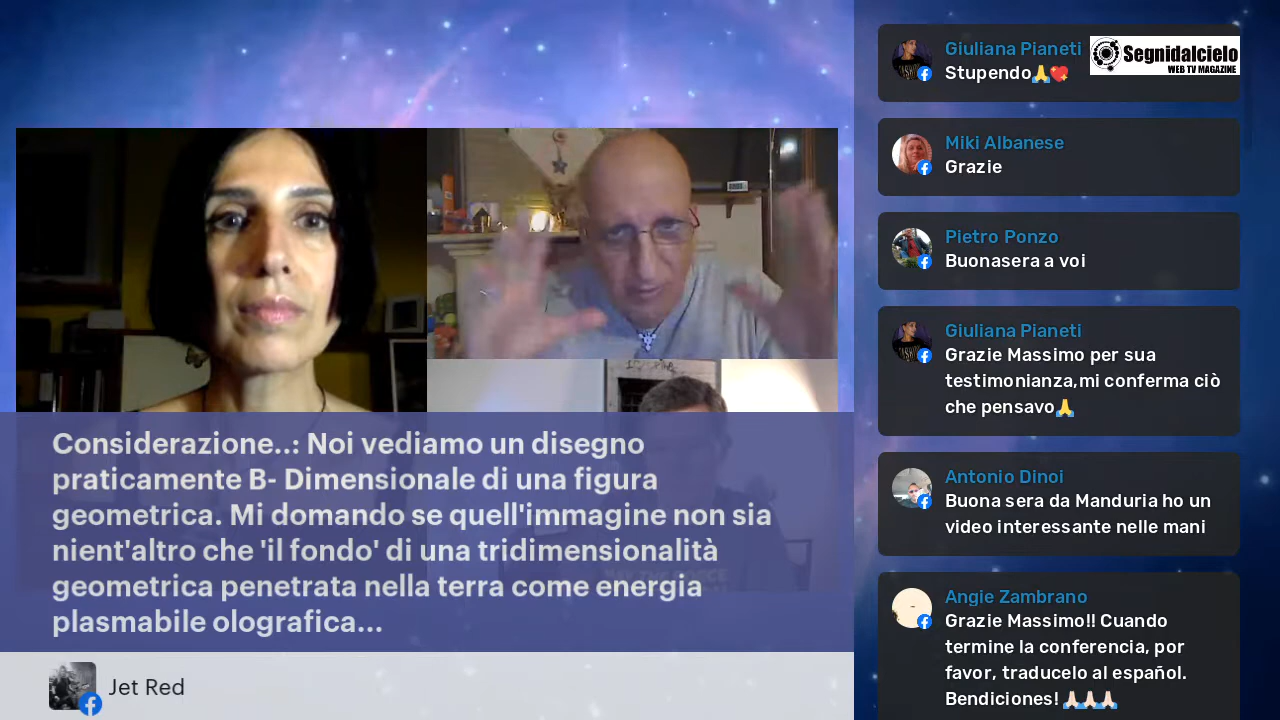 Giuliana Pianeti
Stupendo🙏💖
Segnidalcielo
WEB TV MAGAZINE
Miki Albanese
Grazie
Pietro Ponzo
Buonasera a voi
Giuliana Pianeti
Grazie Massimo per sua
testimonianza,mi conferma ciò
che pensavo🙏
Antonio Dinoi
Buona sera da Manduria ho un
video interessante nelle mani
Angie Zambrano
Grazie Massimo!! Cuando
termine la conferencia, por
favor, traducelo al español.
Bendiciones! 🙏🏻🙏🏻🙏🏻
Considerazione..: Noi vediamo un disegno
praticamente B- Dimensionale di una figura
geometrica. Mi domando se quell'immagine non sia
nient'altro che 'il fondo' di una tridimensionalità
geometrica penetrata nella terra come energia
plasmabile olografica...
Jet Red